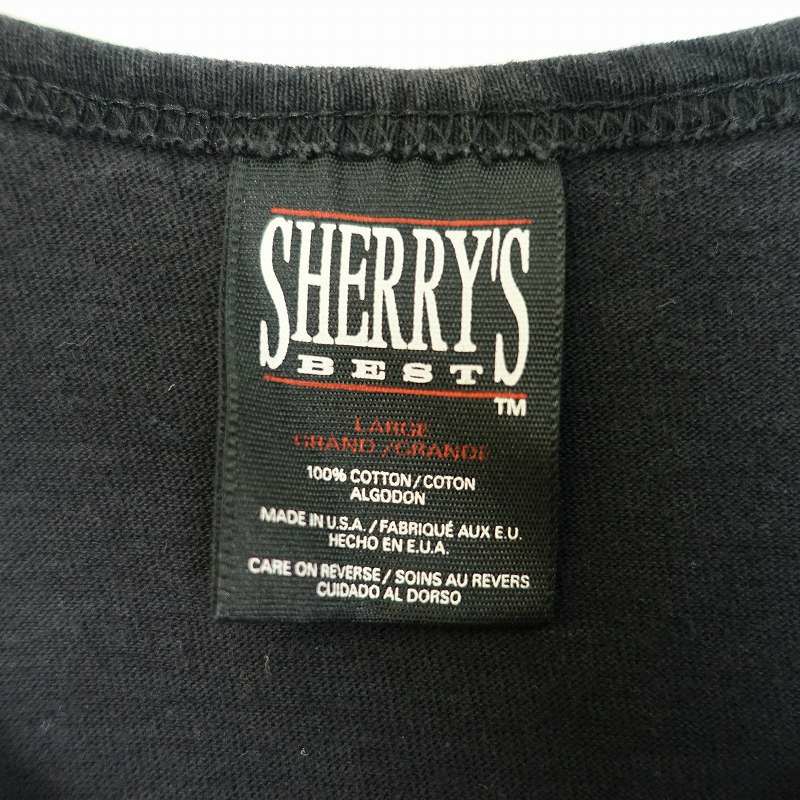 SHERRY'S
BEST
TM
LARGE
GRAND/GRANDE
100% COTTON/COTON
ALGODON
MADE IN U.S.A./FABRIQUÉ AUX E.U.
HECHO EN E.U.A.
CARE ON REVERSE/SOINS AU REVERS
CUIDADO AL DORSO